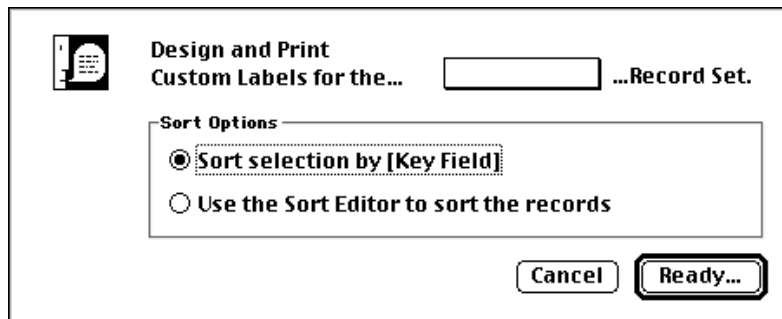 Design and Print
Custom Labels for the... ...Record Set.
Sort Options
Sort selection by [Key Field]
Use the Sort Editor to sort the records
Cancel Ready...